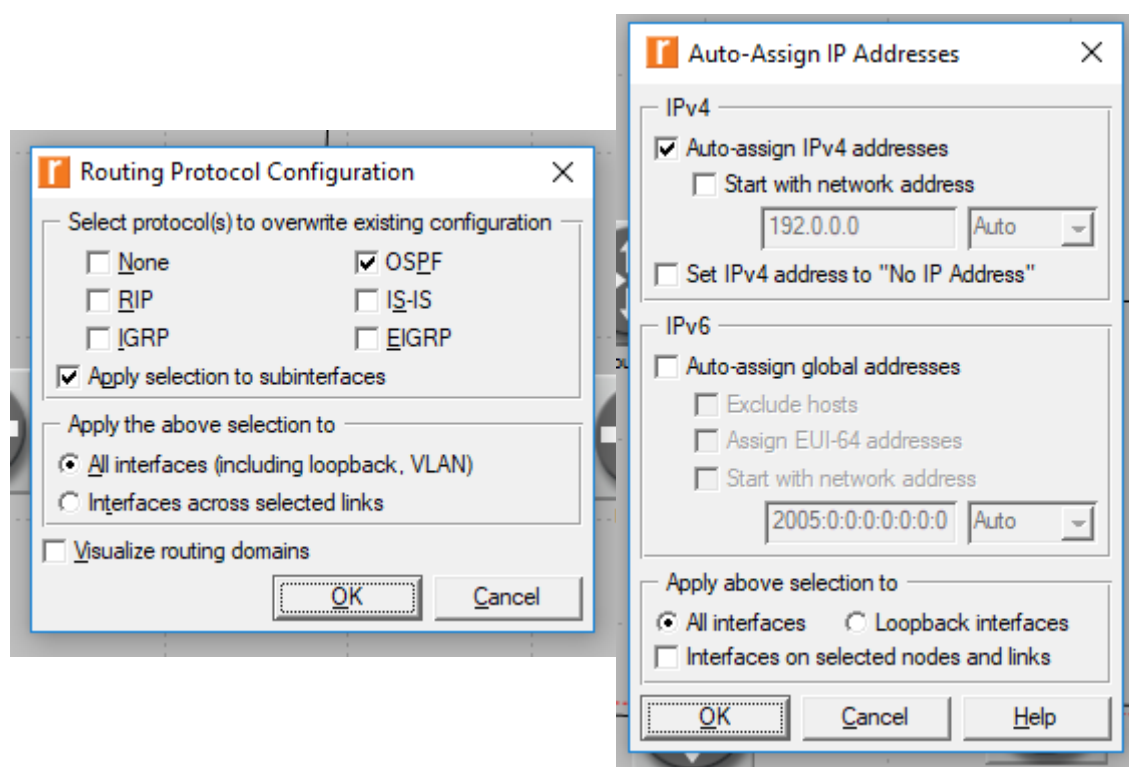 Routing Protocol Configuration
Select protocol(s) to overwrite existing configuration
None
OSPF
RIP
IS-IS
IGRP
EIGRP
Apply selection to subinterfaces
Apply the above selection to
All interfaces (including loopback, VLAN)
Interfaces across selected links
Visualize routing domains
OK Cancel
Auto-Assign IP Addresses
IPv4
Auto-assign IPv4 addresses
Start with network address
192.0.0.0 Auto
Set IPv4 address to "No IP Address"
IPv6
Auto-assign global addresses
Exclude hosts
Assign EUI-64 addresses
Start with network address
2005:0:0:0:0:0:0:0 Auto
Apply above selection to
All interfaces Loopback interfaces
Interfaces on selected nodes and links
OK Cancel Help